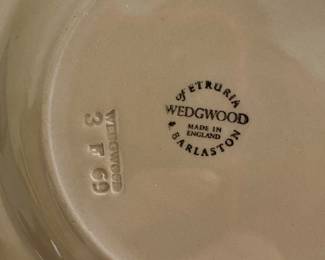 OF ETRURIA
WEDGWOOD
MADE IN
ENGLAND
& BARLASTON
WEDGWOOD
3 F 69